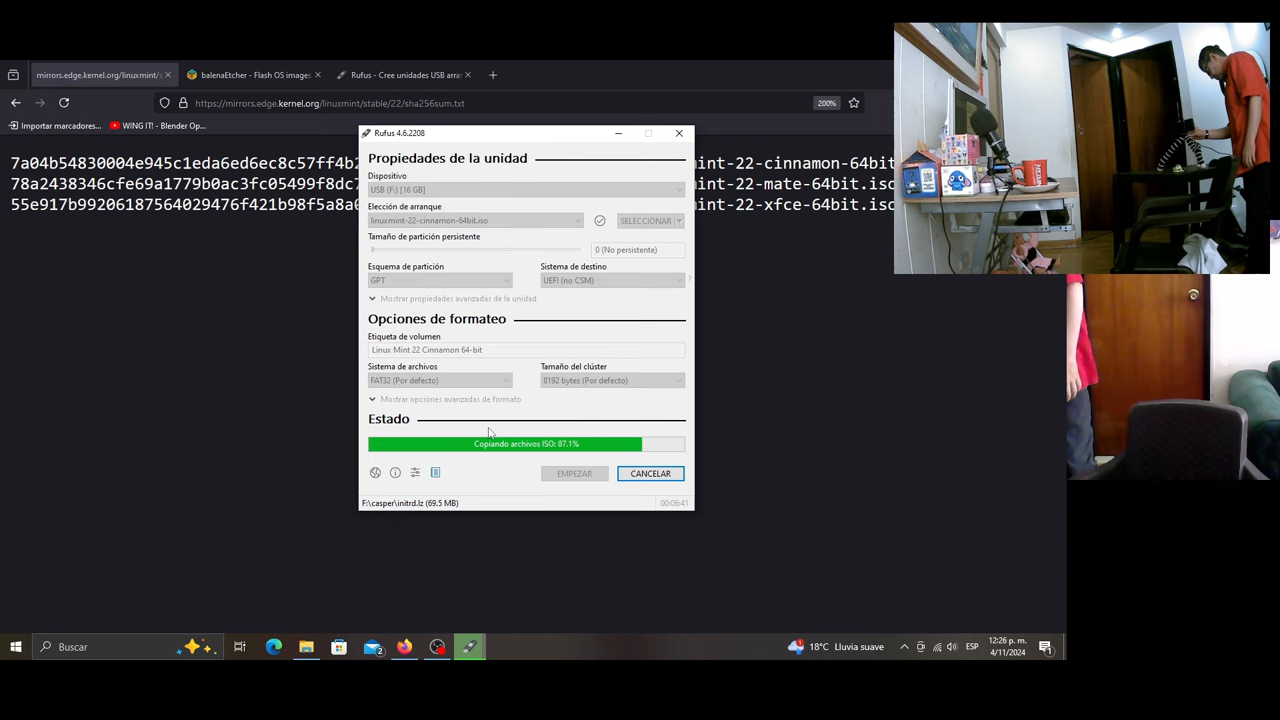 mirrors.edge.kernel.org/linuxmint/s
balenaEtcher - Flash OS images
Rufus - Cree unidades USB arra
https://mirrors.edge.kernel.org/linuxmint/stable/22/sha256sum.txt
200%
Importar marcadores...
WING IT! - Blender Op...
Rufus 4.6.2208
Propiedades de la unidad
7a04b54830004e945c1eda6ed6ec8c57ff4b2
mint-22-cinnamon-64bit
78a2438346cfe69a1779b0ac3fc05499f8dc7
mint-22-mate-64bit.iso
55e917b99206187564029476f421b98f5a8a0
mint-22-xfce-64bit.iso
Dispositivo
USB (F:) [16 GB]
Elección de arranque
linuxmint-22-cinnamon-64bit.iso
SELECCIONAR
Tamaño de partición persistente
0 (No persistente)
Esquema de partición
Sistema de destino
GPT
UEFI (no CSM)
?
Mostrar propiedades avanzadas de la unidad
Opciones de formateo
Etiqueta de volumen
Linux Mint 22 Cinnamon 64-bit
Sistema de archivos
Tamaño del clúster
FAT32 (Por defecto)
8192 bytes (Por defecto)
Mostrar opciones avanzadas de formato
Estado
Copiando archivos ISO: 87.1%
EMPEZAR
CANCELAR
F:\casper\initrd.lz (69.5 MB)
00:06:41
Buscar
2
1
18°C Lluvia suave
ESP
12:26 p. m.
4/11/2024
1